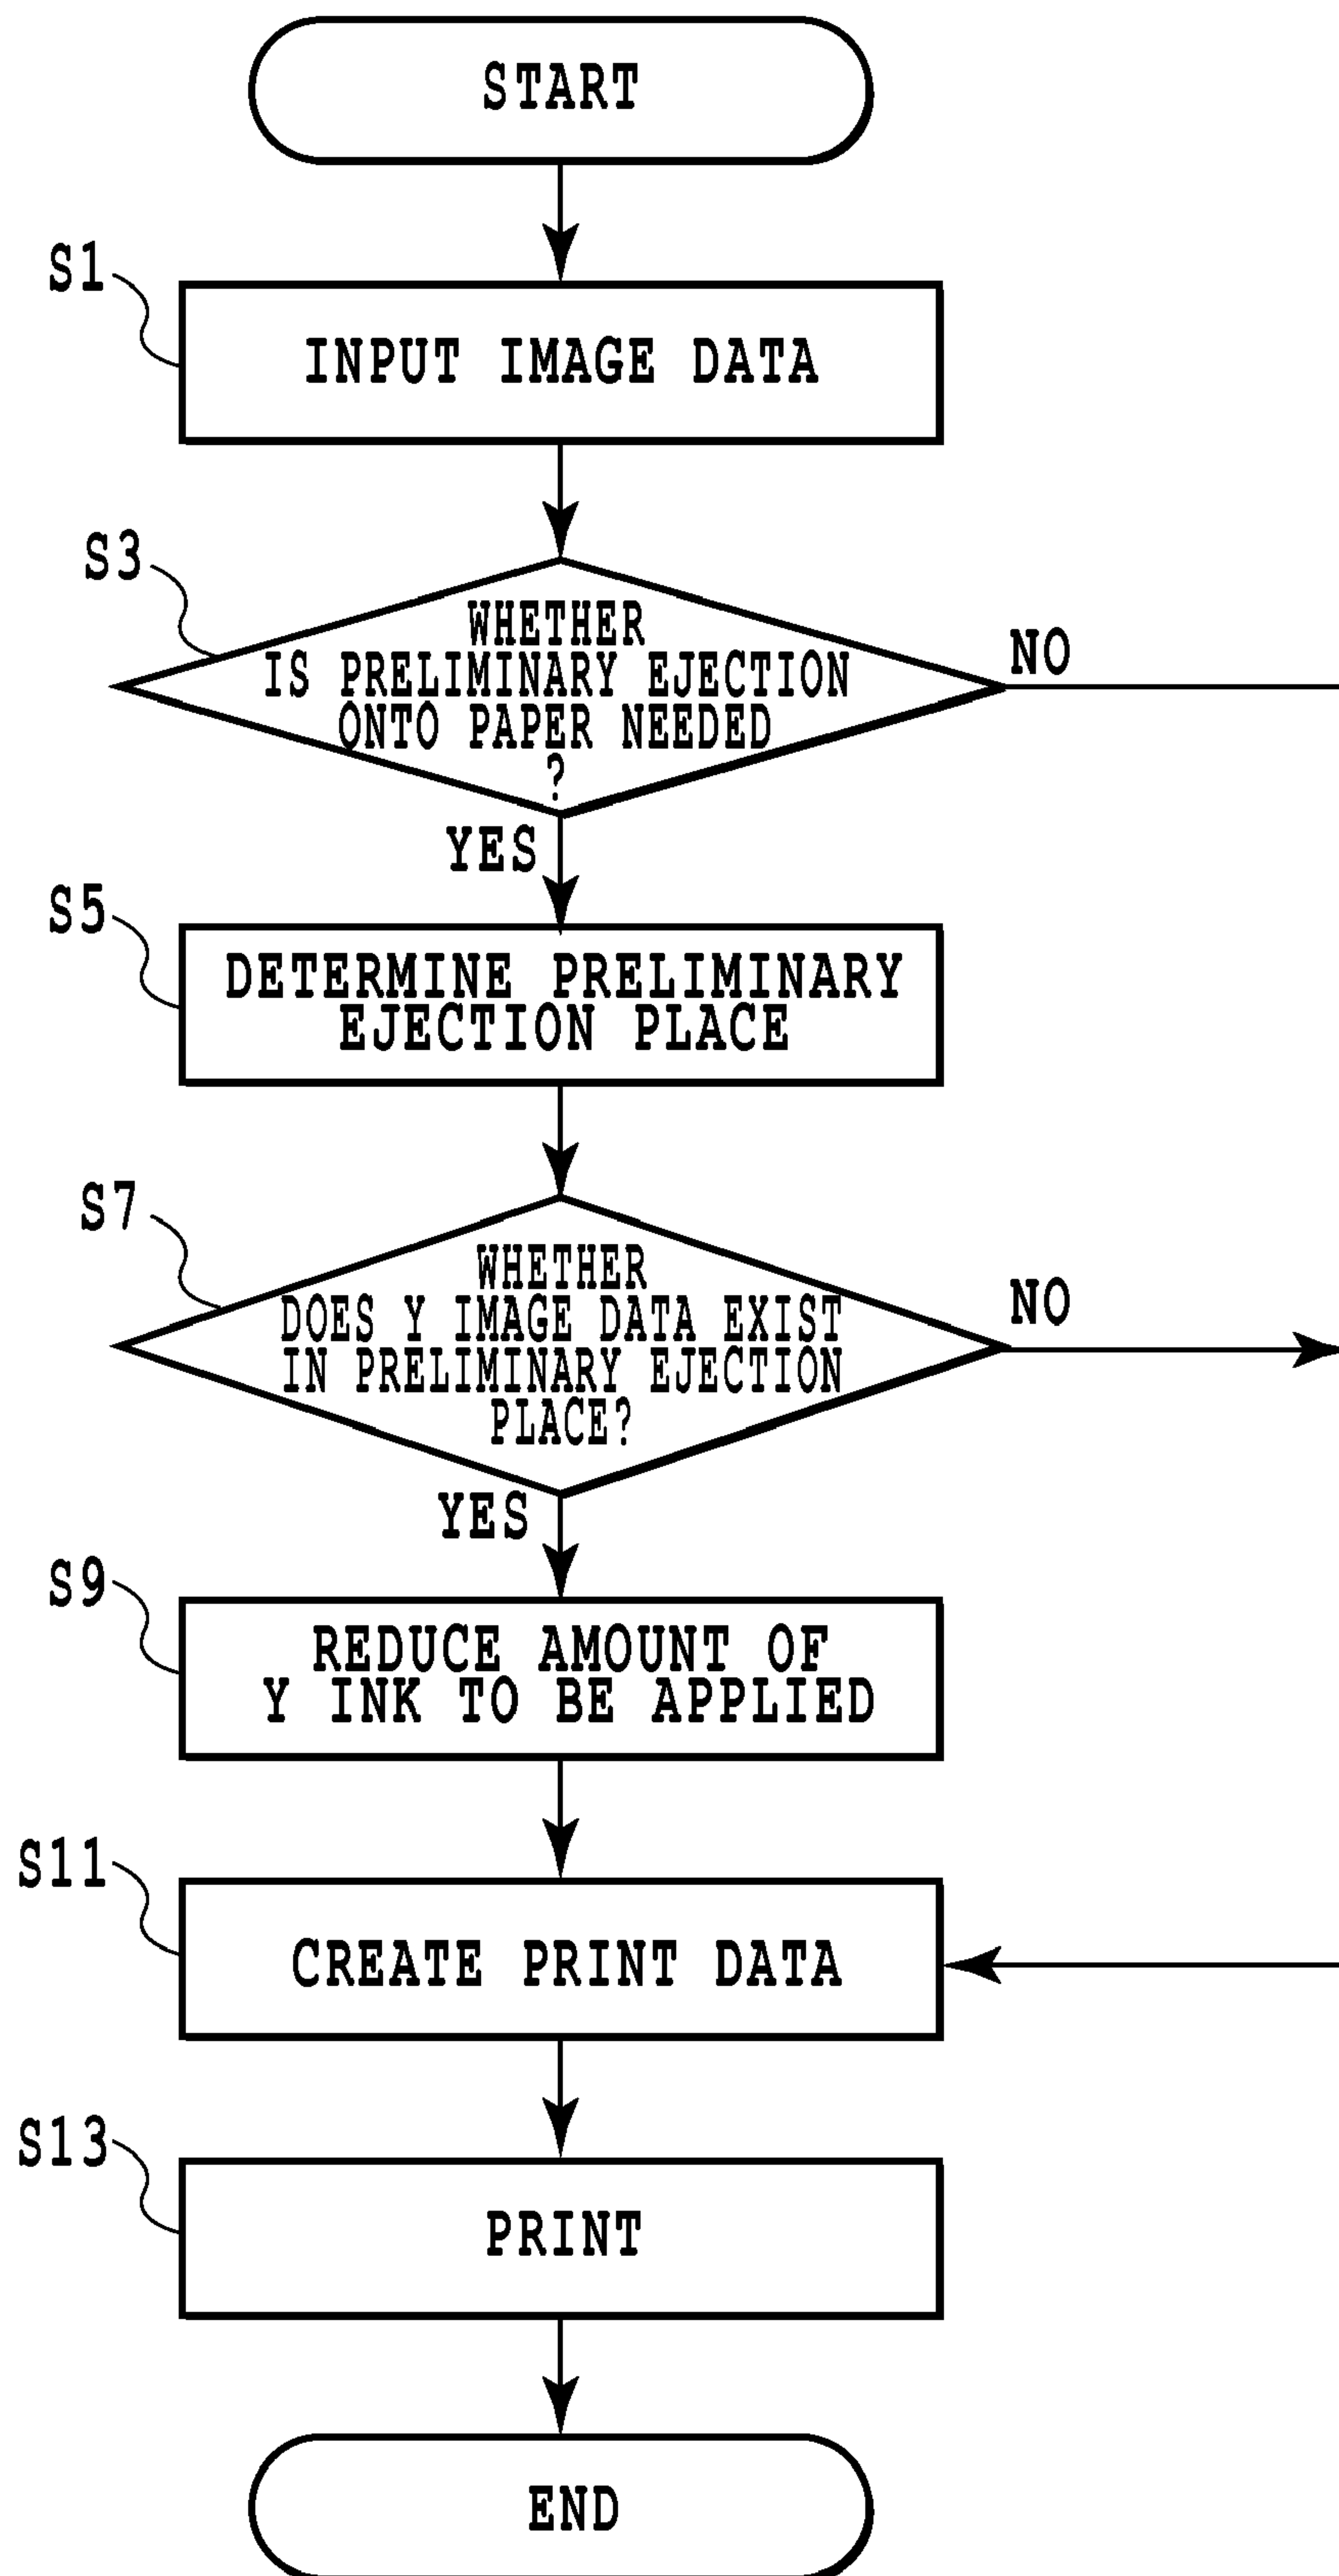 START
S1
INPUT IMAGE DATA
S3
WHETHER
IS PRELIMINARY EJECTION
ONTO PAPER NEEDED
?
NO
YES
S5
DETERMINE PRELIMINARY
EJECTION PLACE
S7
WHETHER
DOES Y IMAGE DATA EXIST
IN PRELIMINARY EJECTION
PLACE?
NO
YES
S9
REDUCE AMOUNT OF
Y INK TO BE APPLIED
S11
CREATE PRINT DATA
S13
PRINT
END